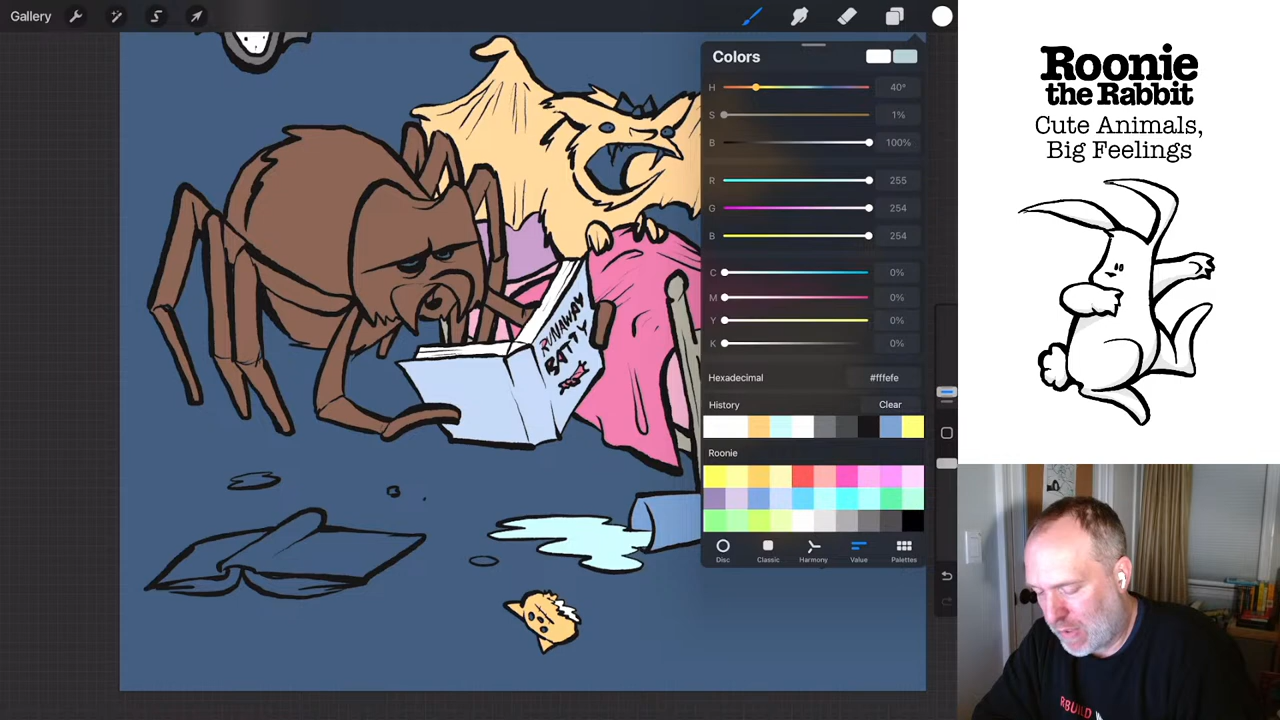 Gallery
Colors
H 40°
S 1%
B 100%
R 255
G 254
B 254
C 0%
M 0%
Y 0%
K 0%
Hexadecimal #fffefe
History Clear
Roonie
Disc Classic Harmony Value Palettes
RUNAWAY
BATTY
Roonie
the Rabbit
Cute Animals,
Big Feelings
RBUILD